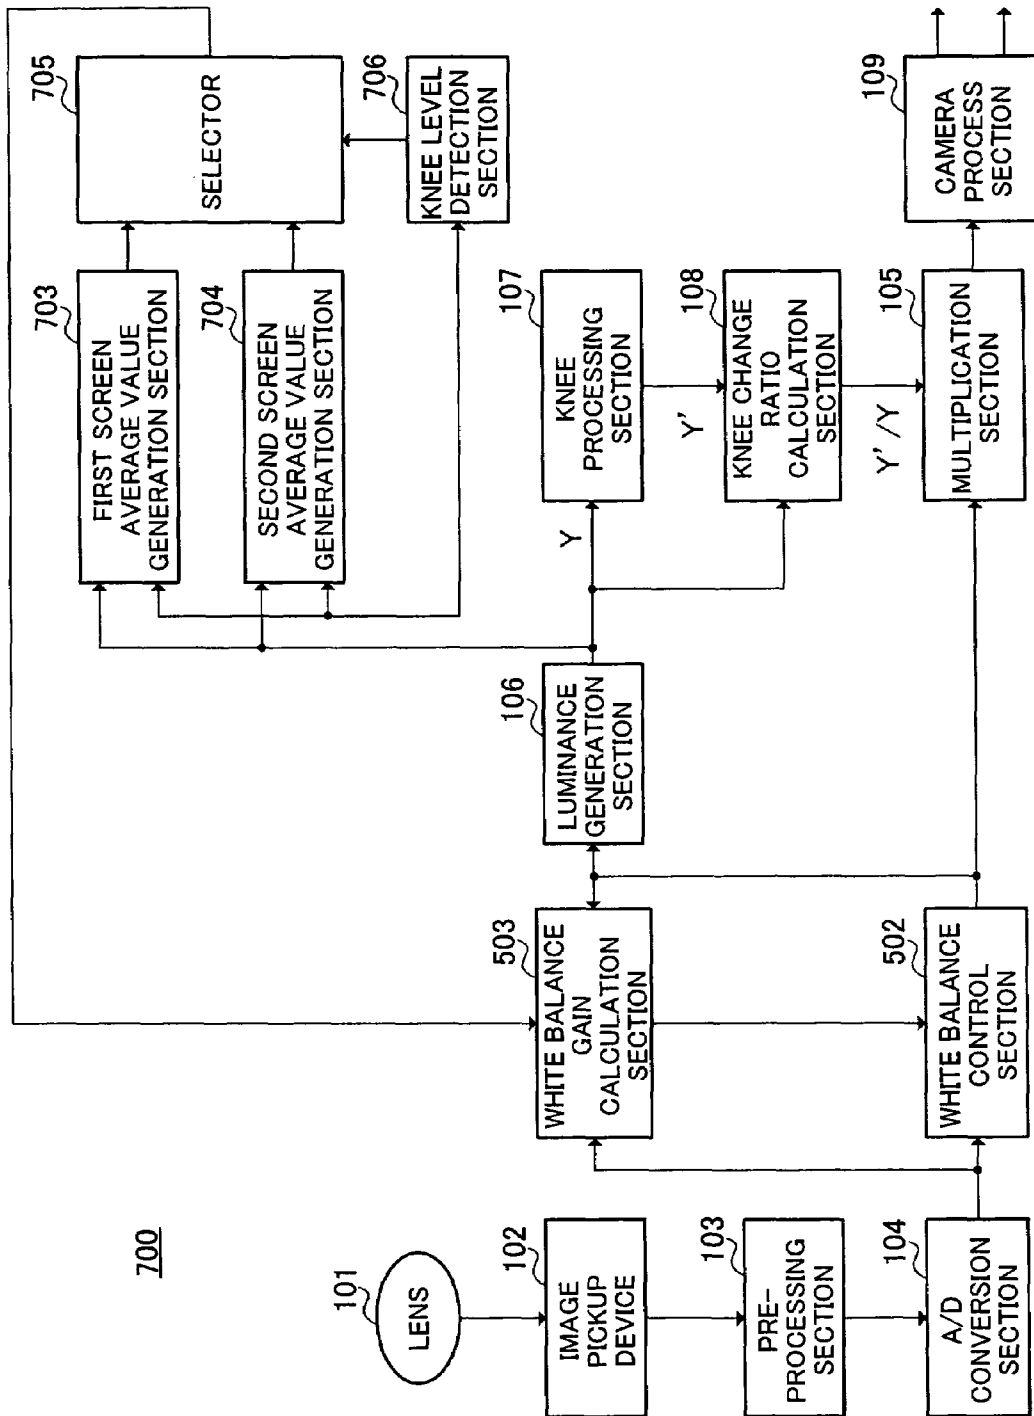 700
101
LENS
102
IMAGE
PICKUP
DEVICE
103
PRE-
PROCESSING
SECTION
104
A/D
CONVERSION
SECTION
503
WHITE BALANCE
GAIN
CALCULATION
SECTION
502
WHITE BALANCE
CONTROL
SECTION
106
LUMINANCE
GENERATION
SECTION
703
FIRST SCREEN
AVERAGE VALUE
GENERATION SECTION
704
SECOND SCREEN
AVERAGE VALUE
GENERATION SECTION
705
SELECTOR
706
KNEE LEVEL
DETECTION
SECTION
Y
107
KNEE
PROCESSING
SECTION
Y'
108
KNEE CHANGE
RATIO
CALCULATION
SECTION
Y'/Y
105
MULTIPLICATION
SECTION
109
CAMERA
PROCESS
SECTION